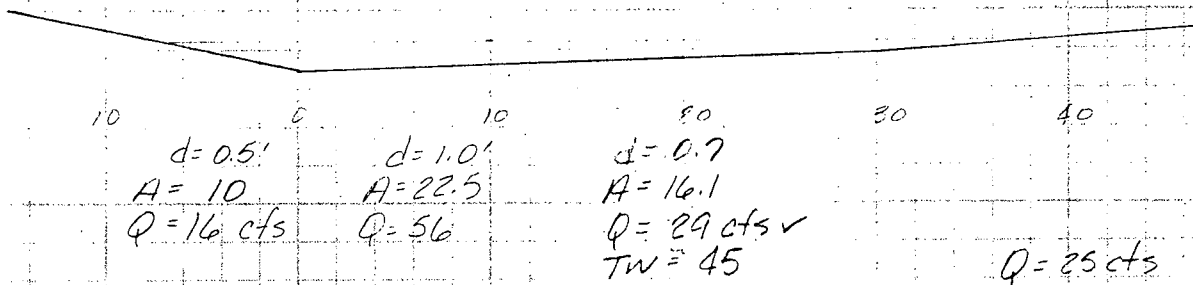 10 0 10 20 30 40
d=0.5' d=1.0' d=0.7
A= 10 A=22.5 A=16.1
Q=16 cfs Q=56 Q= 29 cfs ✓
TW = 45 Q=25 cfs